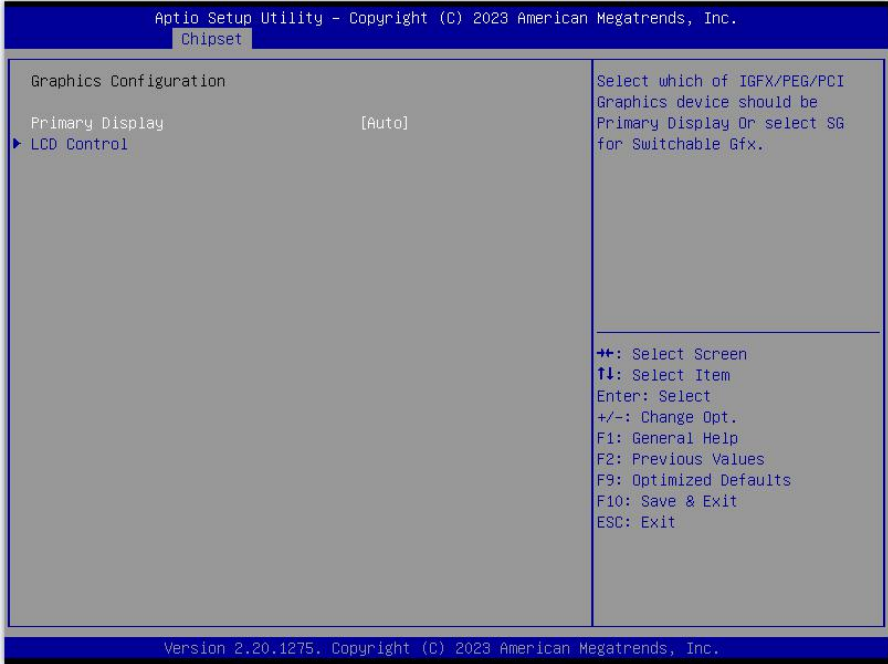 Aptio Setup Utility – Copyright (C) 2023 American Megatrends, Inc.
Chipset
Graphics Configuration
Primary Display [Auto]
▶ LCD Control
Select which of IGFX/PEG/PCI
Graphics device should be
Primary Display Or select SG
for Switchable Gfx.
→←: Select Screen
↑↓: Select Item
Enter: Select
+/-: Change Opt.
F1: General Help
F2: Previous Values
F9: Optimized Defaults
F10: Save & Exit
ESC: Exit
Version 2.20.1275. Copyright (C) 2023 American Megatrends, Inc.